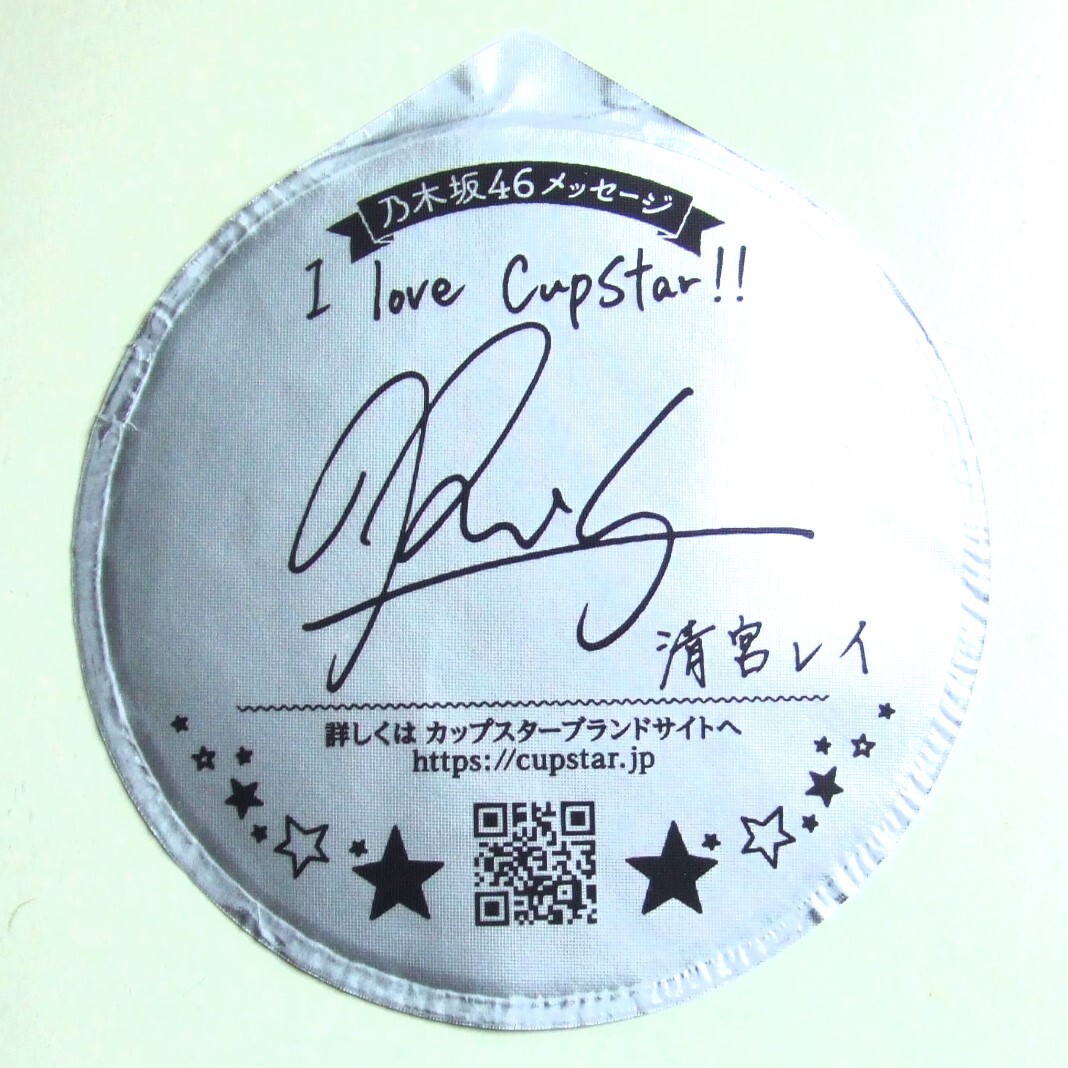 乃木坂46メッセージ
I love CupStar!!
清宮レイ
詳しくは カップスターブランドサイトへ
https://cupstar.jp